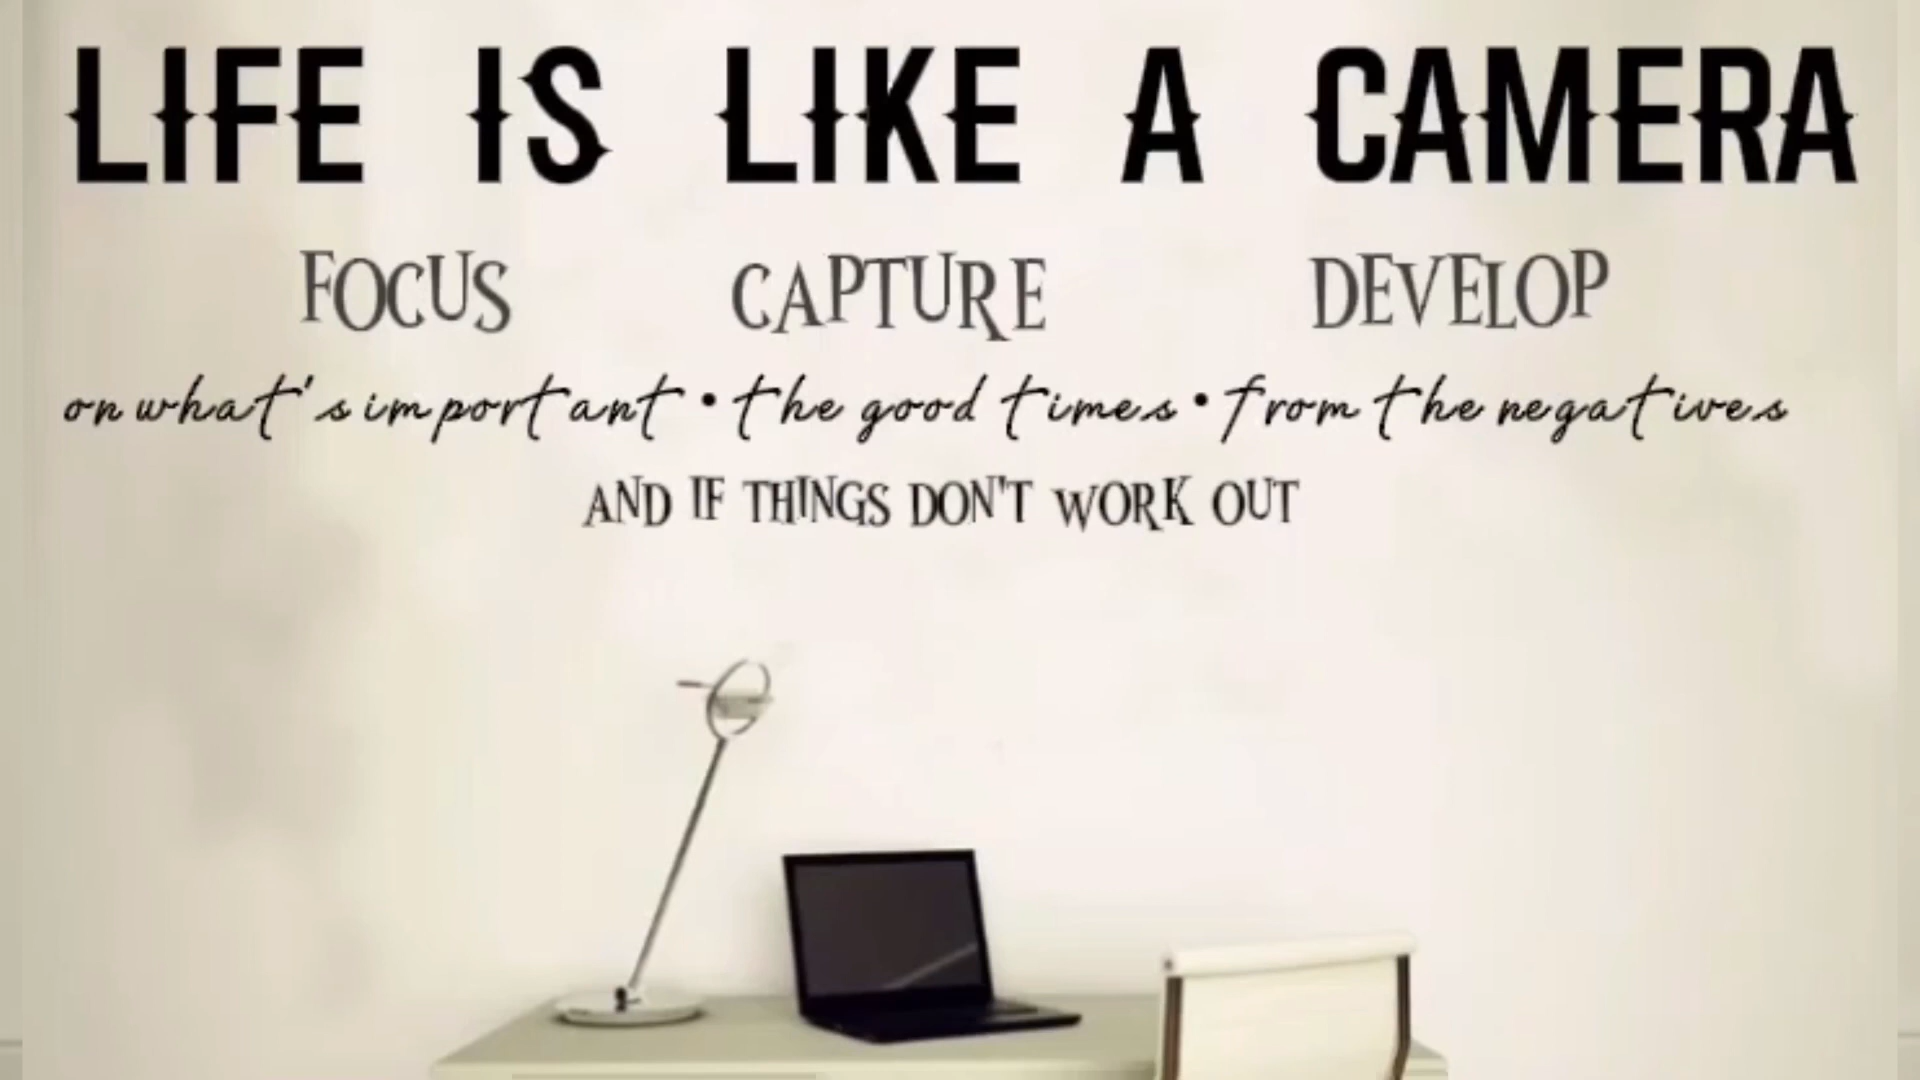 LIFE IS LIKE A CAMERA
FOCUS CAPTURE DEVELOP
on what's important • the good times • from the negatives
AND IF THINGS DON'T WORK OUT